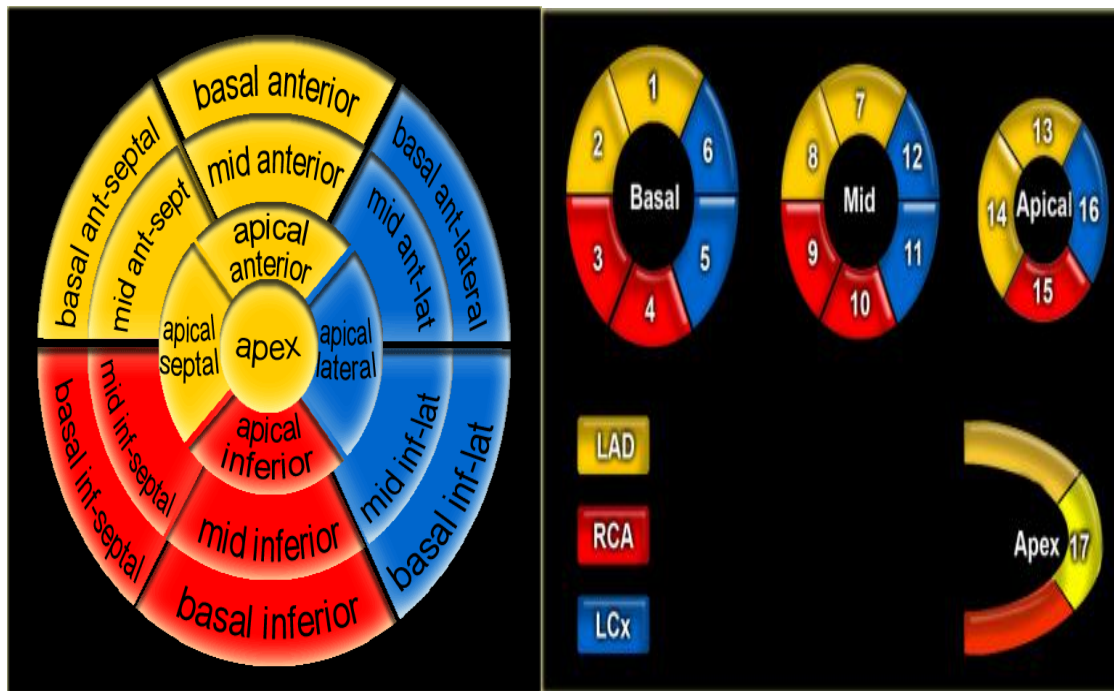 basal anterior
mid anterior
apical
anterior
basal ant-septal
mid ant-sept
apical
septal
apex
apical
lateral
mid ant-lat
basal ant-lateral
basal inf-septal
mid inf-septal
apical
inferior
mid inferior
basal inferior
mid inf-lat
basal inf-lat
1
2
6
Basal
3
5
4
7
8
12
Mid
9
11
10
13
14
Apical
16
15
LAD
RCA
LCx
Apex
17